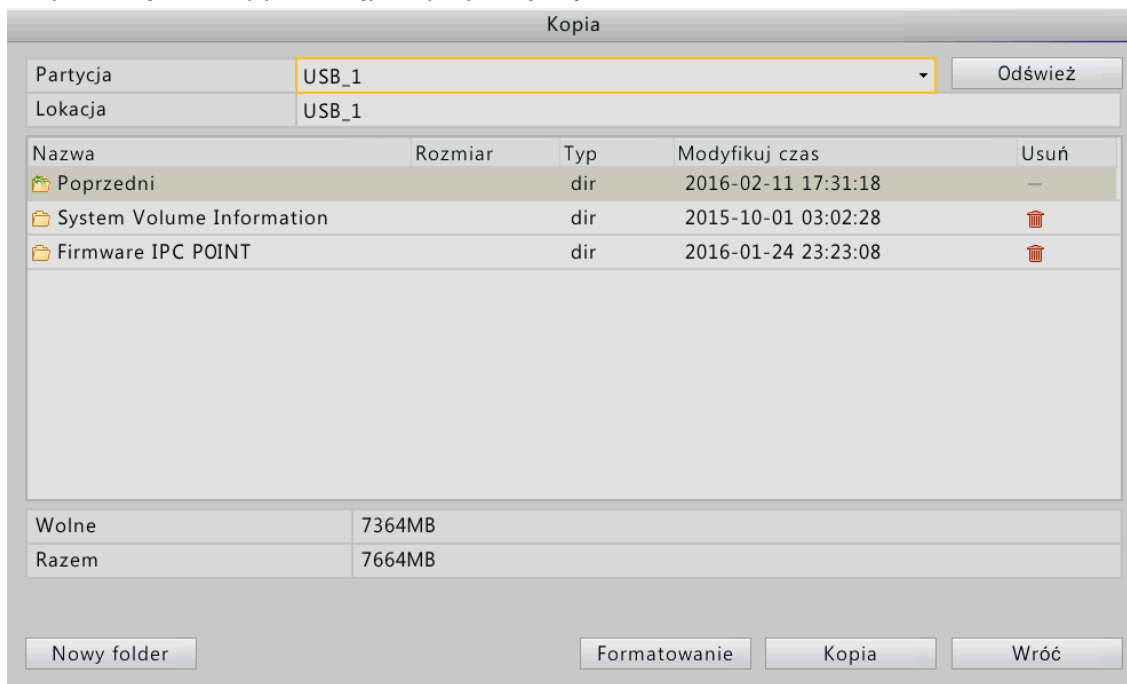 Kopia
Partycja USB_1 Odśwież
Lokacja USB_1
Nazwa Rozmiar Typ Modyfikuj czas Usuń
Poprzedni dir 2016-02-11 17:31:18 —
System Volume Information dir 2015-10-01 03:02:28
Firmware IPC POINT dir 2016-01-24 23:23:08
Wolne 7364MB
Razem 7664MB
Nowy folder Formatowanie Kopia Wróć